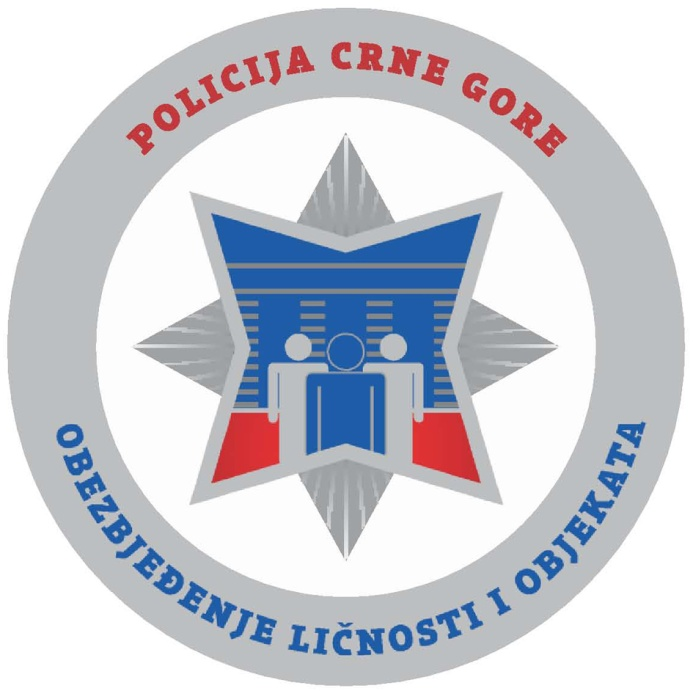 POLICIJA CRNE GORE
OBEZBJEĐENJE LIČNOSTI I OBJEKATA